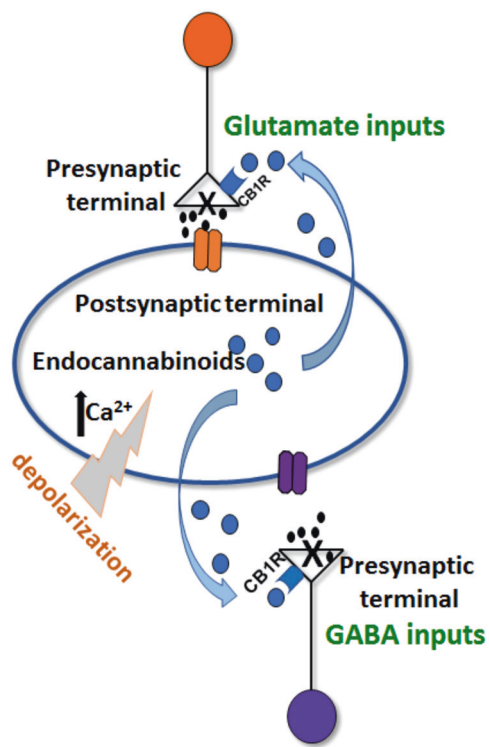 Glutamate inputs
Presynaptic
terminal
CB1R
X
Postsynaptic terminal
Endocannabinoids
Ca²⁺
depolarization
X
CB1R
Presynaptic
terminal
GABA inputs